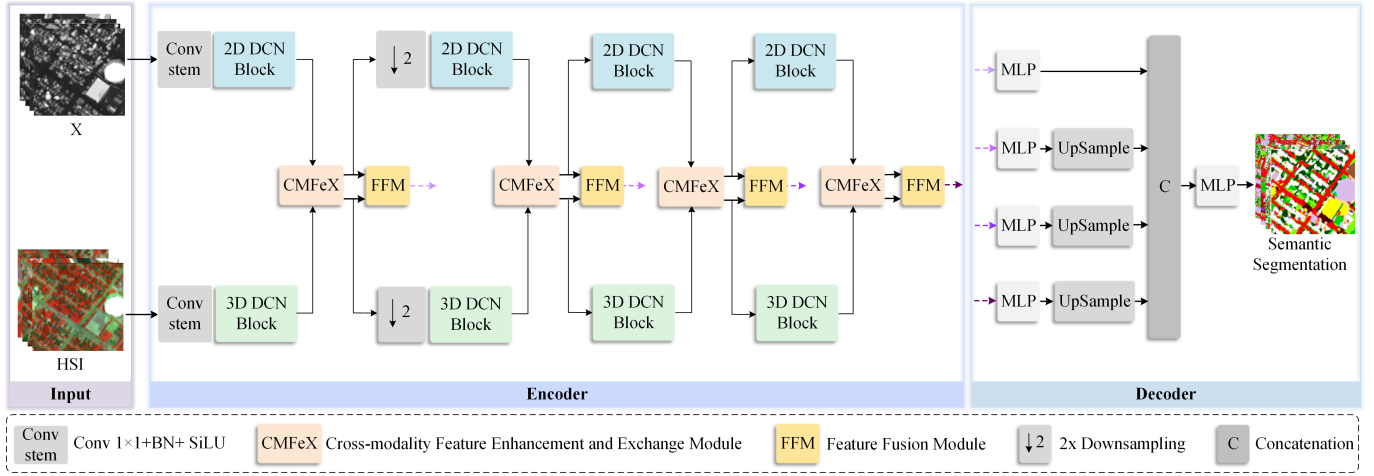 X
HSI
Input
Conv
stem
2D DCN
Block
↓ 2
2D DCN
Block
2D DCN
Block
2D DCN
Block
CMFeX
FFM
CMFeX
FFM
CMFeX
FFM
CMFeX
FFM
Conv
stem
3D DCN
Block
↓ 2
3D DCN
Block
3D DCN
Block
3D DCN
Block
Encoder
MLP
MLP
UpSample
MLP
UpSample
MLP
UpSample
C
MLP
Semantic
Segmentation
Decoder
Conv
stem
Conv 1×1+BN+ SiLU
CMFeX
Cross-modality Feature Enhancement and Exchange Module
FFM
Feature Fusion Module
↓ 2
2x Downsampling
C
Concatenation